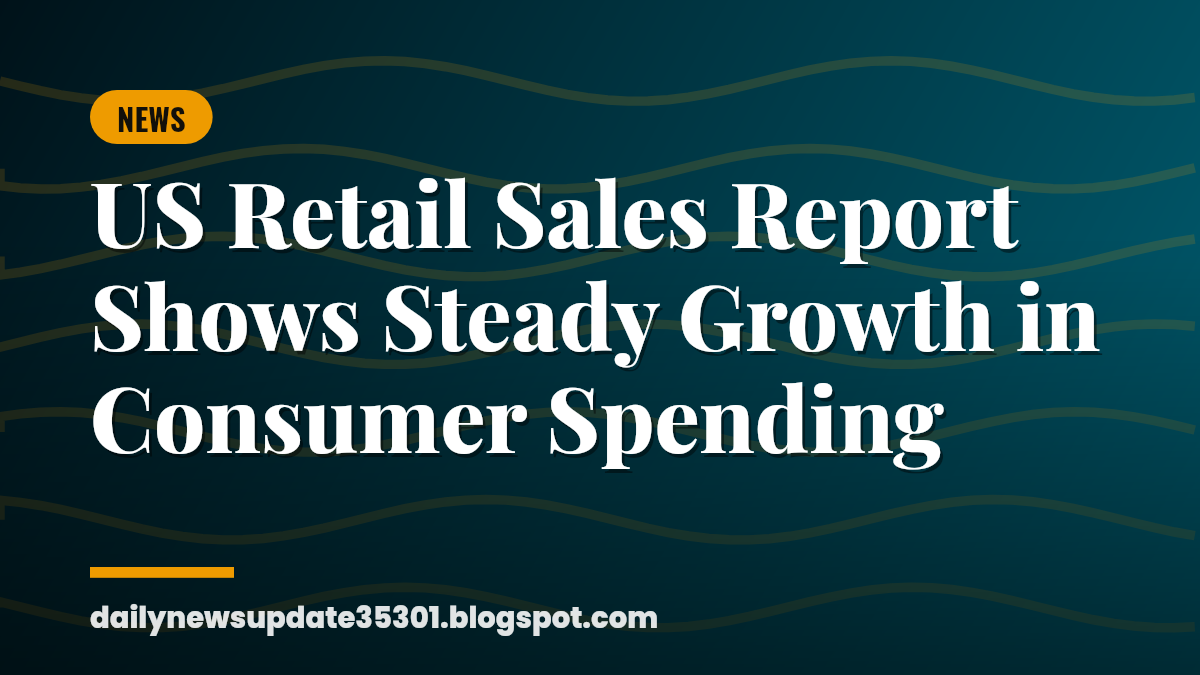 NEWS
US Retail Sales Report
Shows Steady Growth in
Consumer Spending
dailynewsupdate35301.blogspot.com